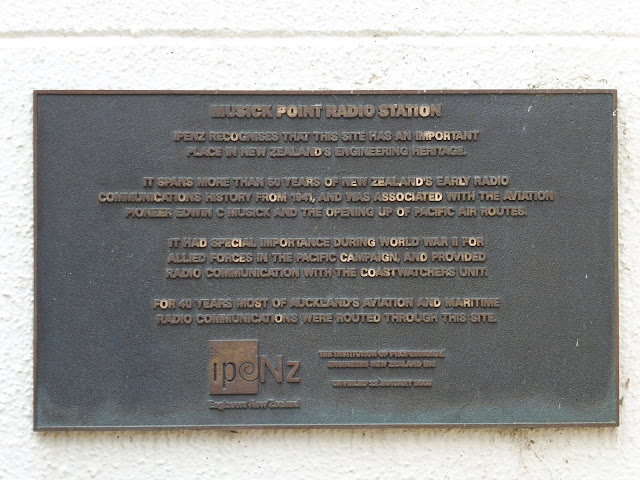 MUSICK POINT RADIO STATION
IPENZ RECOGNISES THAT THIS SITE HAS AN IMPORTANT
PLACE IN NEW ZEALAND'S ENGINEERING HERITAGE.
IT SPANS MORE THAN 50 YEARS OF NEW ZEALAND'S EARLY RADIO
COMMUNICATIONS HISTORY FROM 1941, AND WAS ASSOCIATED WITH THE AVIATION
PIONEER EDWIN C MUSICK AND THE OPENING UP OF PACIFIC AIR ROUTES.
IT HAD SPECIAL IMPORTANCE DURING WORLD WAR II FOR
ALLIED FORCES IN THE PACIFIC CAMPAIGN, AND PROVIDED
RADIO COMMUNICATION WITH THE COASTWATCHERS UNIT.
FOR 40 YEARS MOST OF AUCKLAND'S AVIATION AND MARITIME
RADIO COMMUNICATIONS WERE ROUTED THROUGH THIS SITE.
ipeNz
Engineers New Zealand
THE INSTITUTION OF PROFESSIONAL
ENGINEERS NEW ZEALAND INC
UNVEILED 22